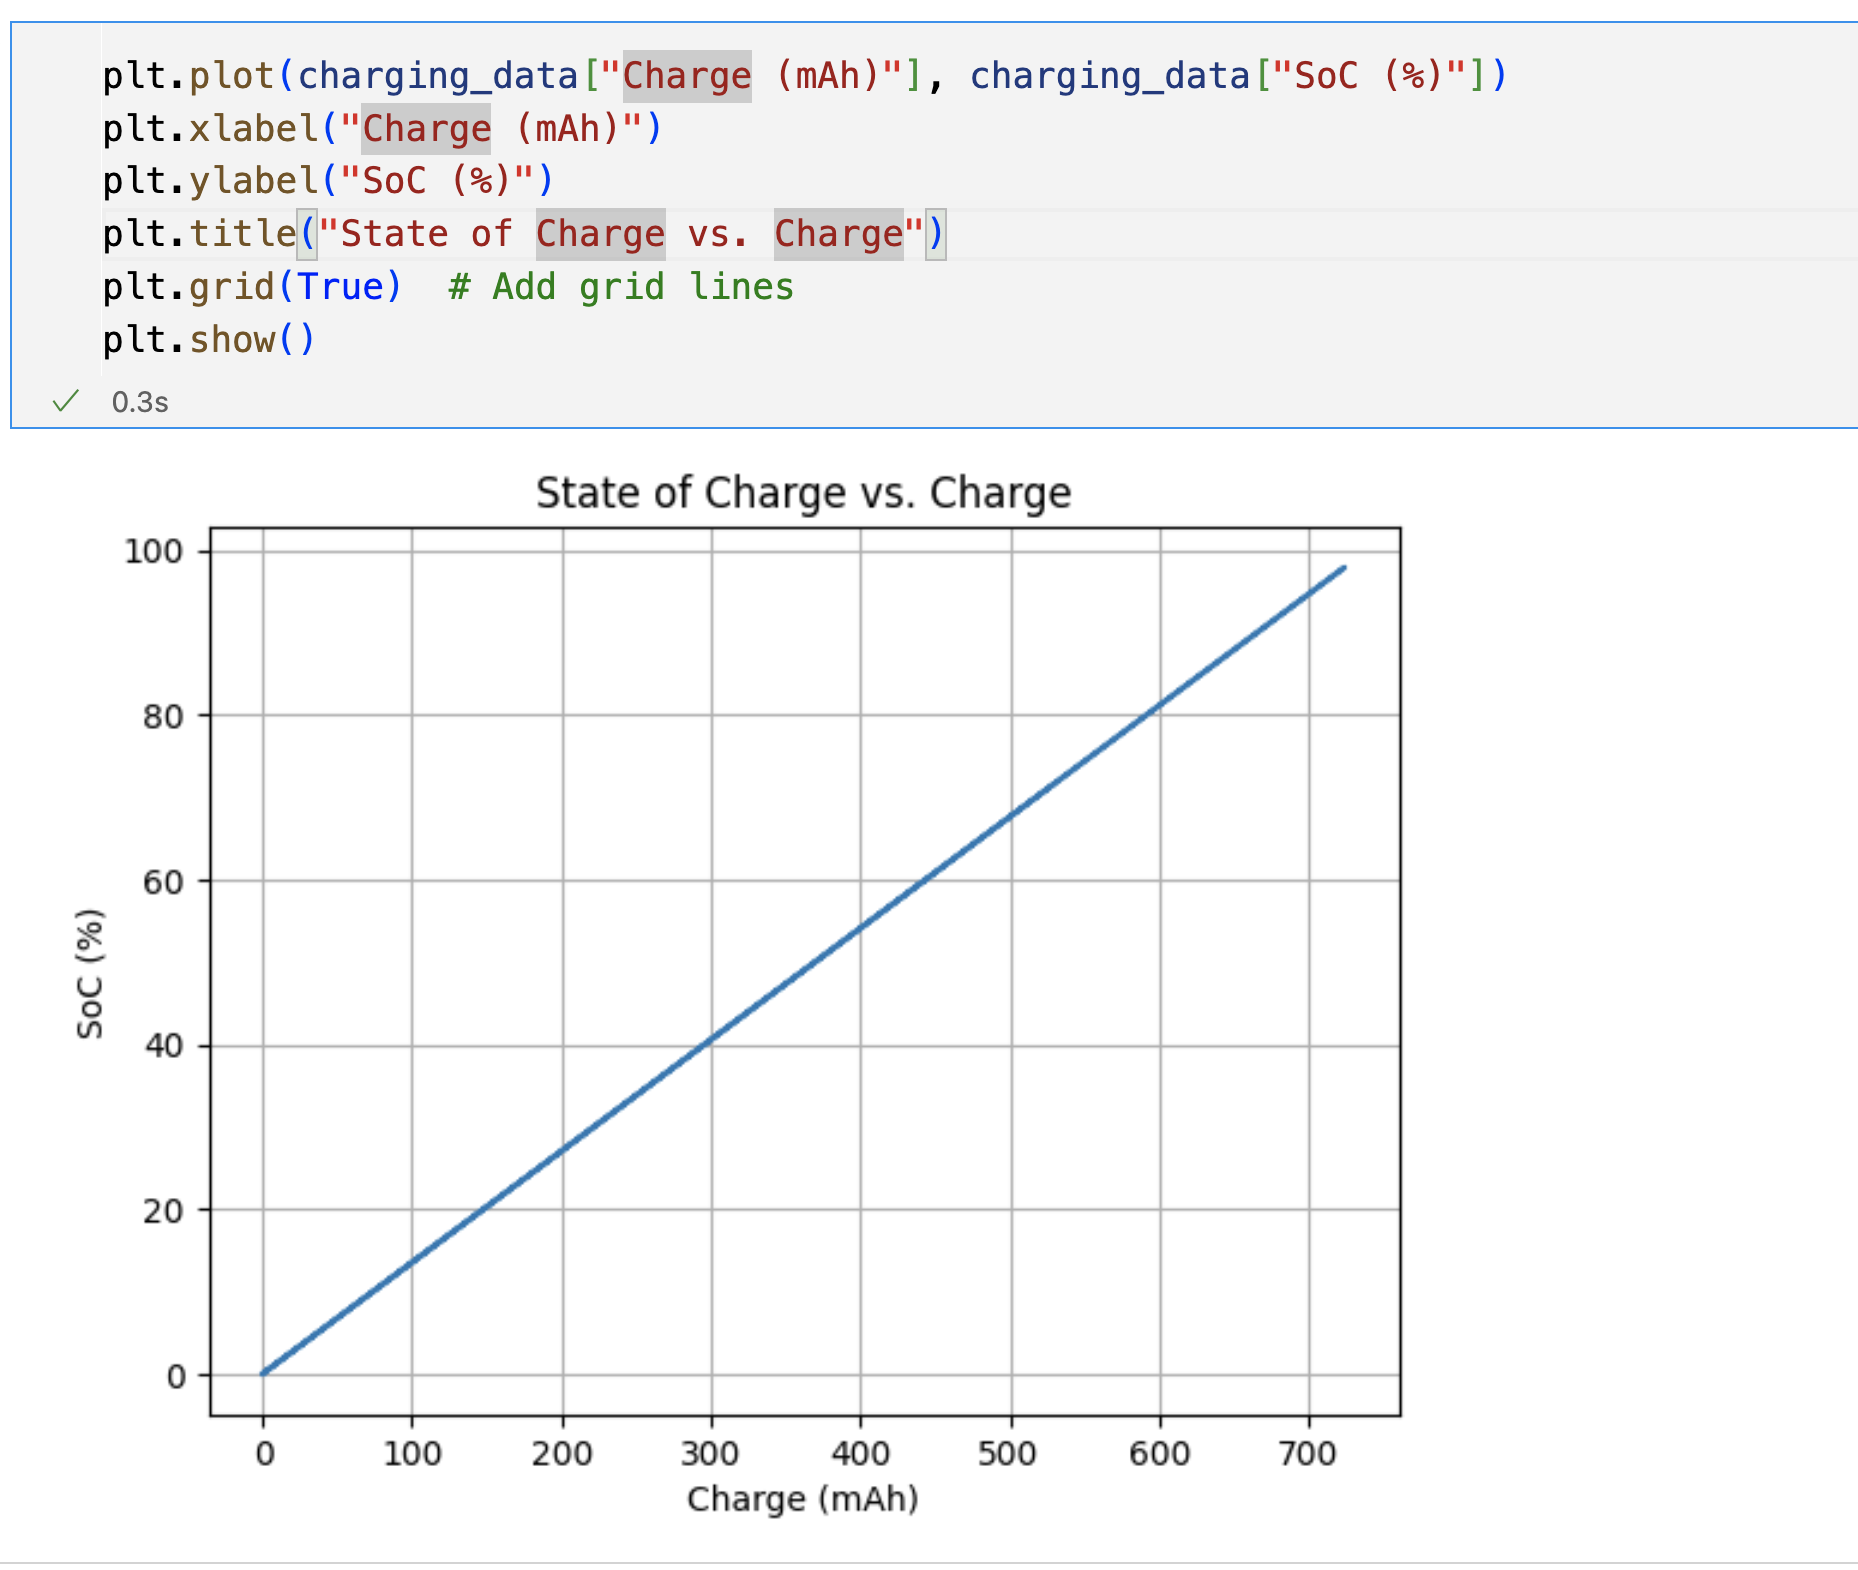 plt.plot(charging_data["Charge (mAh)"], charging_data["SoC (%)"])
plt.xlabel("Charge (mAh)")
plt.ylabel("SoC (%)")
plt.title("State of Charge vs. Charge")
plt.grid(True)  # Add grid lines
plt.show()
0.3s
State of Charge vs. Charge
100
80
60
40
20
0
SoC (%)
0 100 200 300 400 500 600 700
Charge (mAh)